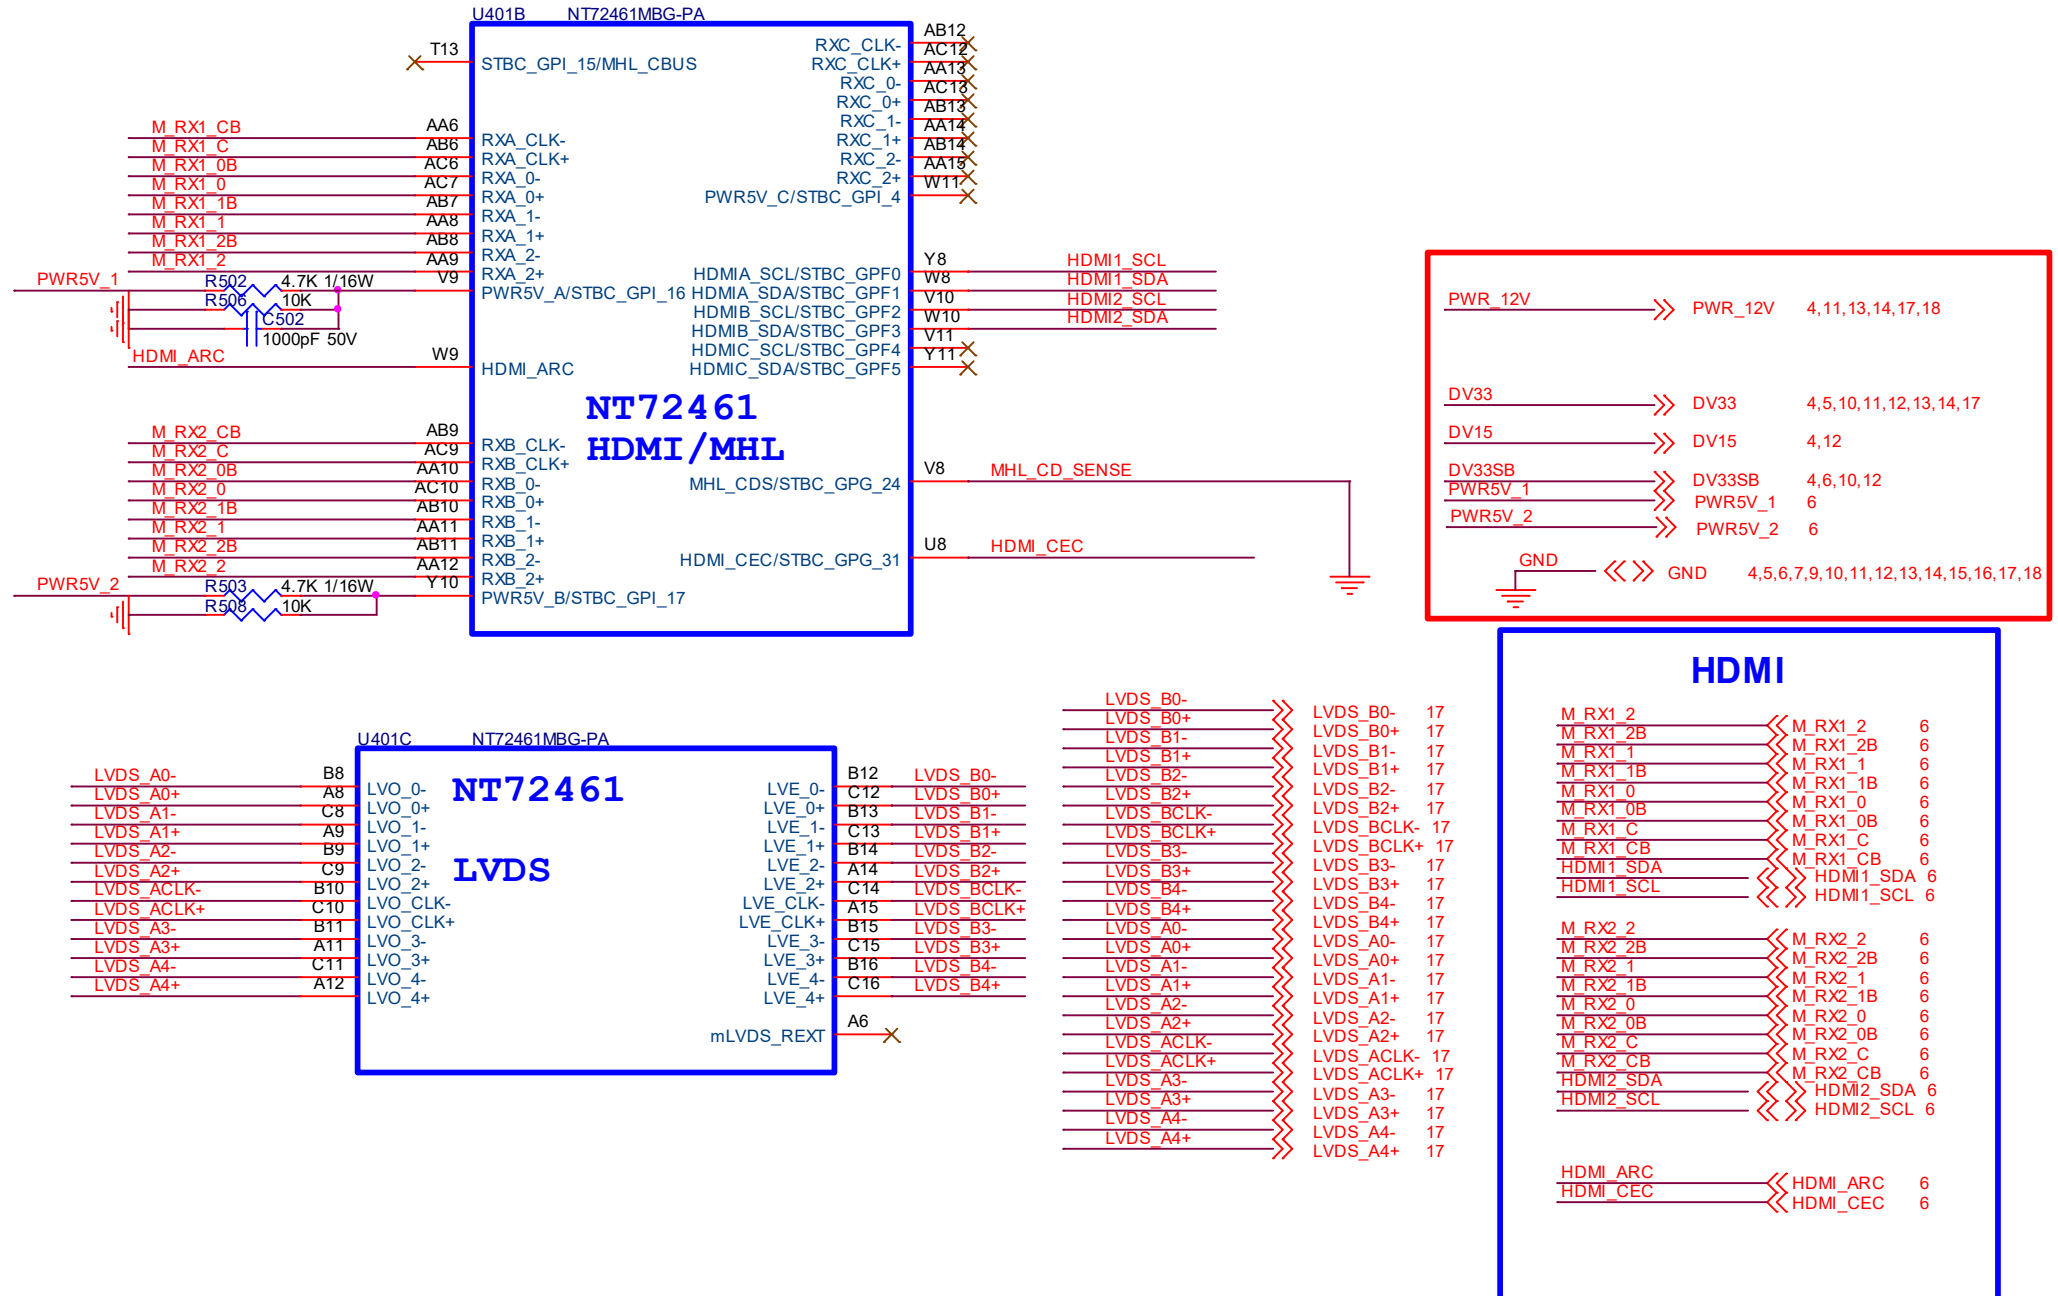 U401B NT72461MBG-PA
T13 STBC_GPI_15/MHL_CBUS
M_RX1_CB AA6 RXA_CLK-
M_RX1_C AB6 RXA_CLK+
M_RX1_0B AC6 RXA_0-
M_RX1_0 AC7 RXA_0+
M_RX1_1B AB7 RXA_1-
M_RX1_1 AA8 RXA_1+
M_RX1_2B AB8 RXA_2-
M_RX1_2 AA9 RXA_2+
PWR5V_1 R502 4.7K 1/16W V9 PWR5V_A/STBC_GPI_16
R506 10K
C502
1000pF 50V
HDMI_ARC W9 HDMI_ARC
NT72461
HDMI/MHL
M_RX2_CB AB9 RXB_CLK-
M_RX2_C AC9 RXB_CLK+
M_RX2_0B AA10 RXB_0-
M_RX2_0 AC10 RXB_0+
M_RX2_1B AB10 RXB_1-
M_RX2_1 AA11 RXB_1+
M_RX2_2B AB11 RXB_2-
M_RX2_2 AA12 RXB_2+
PWR5V_2 R503 4.7K 1/16W Y10 PWR5V_B/STBC_GPI_17
R508 10K
RXC_CLK- AB12
RXC_CLK+ AC12
RXC_0- AA13
RXC_0+ AC13
RXC_1- AB13
RXC_1+ AA14
RXC_2- AB14
RXC_2+ AA15
PWR5V_C/STBC_GPI_4 W11
HDMIA_SCL/STBC_GPF0 Y8 HDMI1_SCL
HDMIA_SDA/STBC_GPF1 W8 HDMI1_SDA
HDMIB_SCL/STBC_GPF2 V10 HDMI2_SCL
HDMIB_SDA/STBC_GPF3 W10 HDMI2_SDA
HDMIC_SCL/STBC_GPF4 V11
HDMIC_SDA/STBC_GPF5 Y11
MHL_CDS/STBC_GPG_24 V8 MHL_CD_SENSE
HDMI_CEC/STBC_GPG_31 U8 HDMI_CEC
PWR_12V PWR_12V 4,11,13,14,17,18
DV33 DV33 4,5,10,11,12,13,14,17
DV15 DV15 4,12
DV33SB DV33SB 4,6,10,12
PWR5V_1 PWR5V_1 6
PWR5V_2 PWR5V_2 6
GND GND 4,5,6,7,9,10,11,12,13,14,15,16,17,18
U401C NT72461MBG-PA
NT72461
LVDS
LVDS_A0- B8 LVO_0-
LVDS_A0+ A8 LVO_0+
LVDS_A1- C8 LVO_1-
LVDS_A1+ A9 LVO_1+
LVDS_A2- B9 LVO_2-
LVDS_A2+ C9 LVO_2+
LVDS_ACLK- B10 LVO_CLK-
LVDS_ACLK+ C10 LVO_CLK+
LVDS_A3- B11 LVO_3-
LVDS_A3+ A11 LVO_3+
LVDS_A4- C11 LVO_4-
LVDS_A4+ A12 LVO_4+
LVE_0- B12 LVDS_B0-
LVE_0+ C12 LVDS_B0+
LVE_1- B13 LVDS_B1-
LVE_1+ C13 LVDS_B1+
LVE_2- B14 LVDS_B2-
LVE_2+ A14 LVDS_B2+
LVE_CLK- C14 LVDS_BCLK-
LVE_CLK+ A15 LVDS_BCLK+
LVE_3- B15 LVDS_B3-
LVE_3+ C15 LVDS_B3+
LVE_4- B16 LVDS_B4-
LVE_4+ C16 LVDS_B4+
mLVDS_REXT A6
LVDS_B0- LVDS_B0- 17
LVDS_B0+ LVDS_B0+ 17
LVDS_B1- LVDS_B1- 17
LVDS_B1+ LVDS_B1+ 17
LVDS_B2- LVDS_B2- 17
LVDS_B2+ LVDS_B2+ 17
LVDS_BCLK- LVDS_BCLK- 17
LVDS_BCLK+ LVDS_BCLK+ 17
LVDS_B3- LVDS_B3- 17
LVDS_B3+ LVDS_B3+ 17
LVDS_B4- LVDS_B4- 17
LVDS_B4+ LVDS_B4+ 17
LVDS_A0- LVDS_A0- 17
LVDS_A0+ LVDS_A0+ 17
LVDS_A1- LVDS_A1- 17
LVDS_A1+ LVDS_A1+ 17
LVDS_A2- LVDS_A2- 17
LVDS_A2+ LVDS_A2+ 17
LVDS_ACLK- LVDS_ACLK- 17
LVDS_ACLK+ LVDS_ACLK+ 17
LVDS_A3- LVDS_A3- 17
LVDS_A3+ LVDS_A3+ 17
LVDS_A4- LVDS_A4- 17
LVDS_A4+ LVDS_A4+ 17
HDMI
M_RX1_2 M_RX1_2 6
M_RX1_2B M_RX1_2B 6
M_RX1_1 M_RX1_1 6
M_RX1_1B M_RX1_1B 6
M_RX1_0 M_RX1_0 6
M_RX1_0B M_RX1_0B 6
M_RX1_C M_RX1_C 6
M_RX1_CB M_RX1_CB 6
HDMI1_SDA HDMI1_SDA 6
HDMI1_SCL HDMI1_SCL 6
M_RX2_2 M_RX2_2 6
M_RX2_2B M_RX2_2B 6
M_RX2_1 M_RX2_1 6
M_RX2_1B M_RX2_1B 6
M_RX2_0 M_RX2_0 6
M_RX2_0B M_RX2_0B 6
M_RX2_C M_RX2_C 6
M_RX2_CB M_RX2_CB 6
HDMI2_SDA HDMI2_SDA 6
HDMI2_SCL HDMI2_SCL 6
HDMI_ARC HDMI_ARC 6
HDMI_CEC HDMI_CEC 6